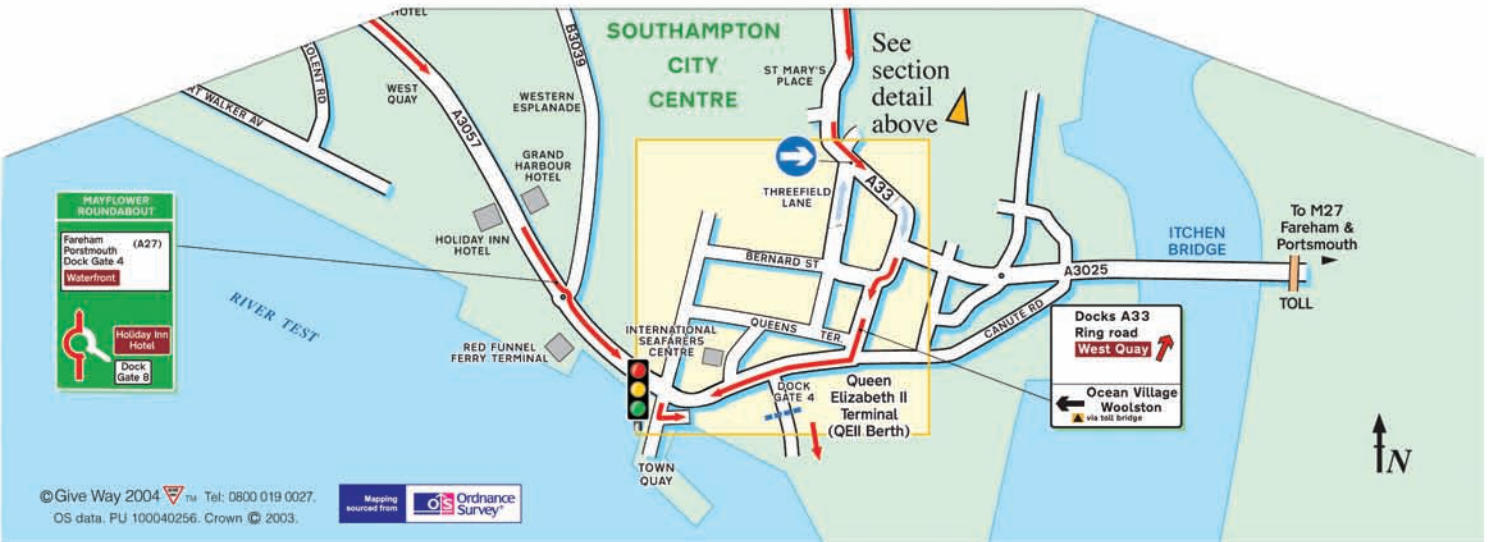 HOTEL
SOLENT RD
RT WALKER AV
WEST
QUAY
A3057
B3039
WESTERN
ESPLANADE
GRAND
HARBOUR
HOTEL
HOLIDAY INN
HOTEL
SOUTHAMPTON
CITY
CENTRE
ST MARY'S
PLACE
See
section
detail
above
THREEFIELD
LANE
A33
BERNARD ST
QUEENS TER.
INTERNATIONAL
SEAFARERS
CENTRE
RED FUNNEL
FERRY TERMINAL
RIVER TEST
MAYFLOWER
ROUNDABOUT
Fareham (A27)
Porstmouth
Dock Gate 4
Waterfront
Holiday Inn
Hotel
Dock
Gate 8
DOCK
GATE 4
Queen
Elizabeth II
Terminal
(QEII Berth)
TOWN
QUAY
CANUTE RD
A3025
ITCHEN
BRIDGE
To M27
Fareham &
Portsmouth
TOLL
Docks A33
Ring road
West Quay
Ocean Village
Woolston
via toll bridge
N
© Give Way 2004 TM Tel: 0800 019 0027.
OS data. PU 100040256. Crown © 2003.
Mapping
sourced from
OS Ordnance
Survey®